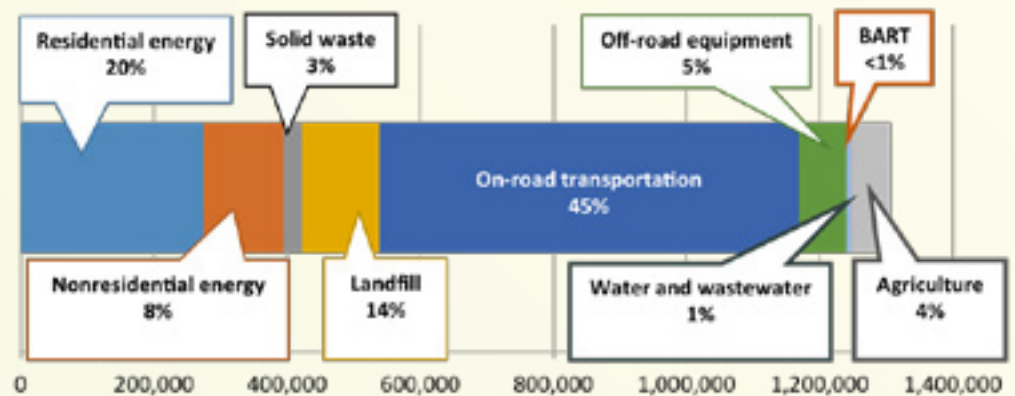 Residential energy
20%
Solid waste
3%
Off-road equipment
5%
BART
<1%
On-road transportation
45%
Nonresidential energy
8%
Landfill
14%
Water and wastewater
1%
Agriculture
4%
0 200,000 400,000 600,000 800,000 1,000,000 1,200,000 1,400,000